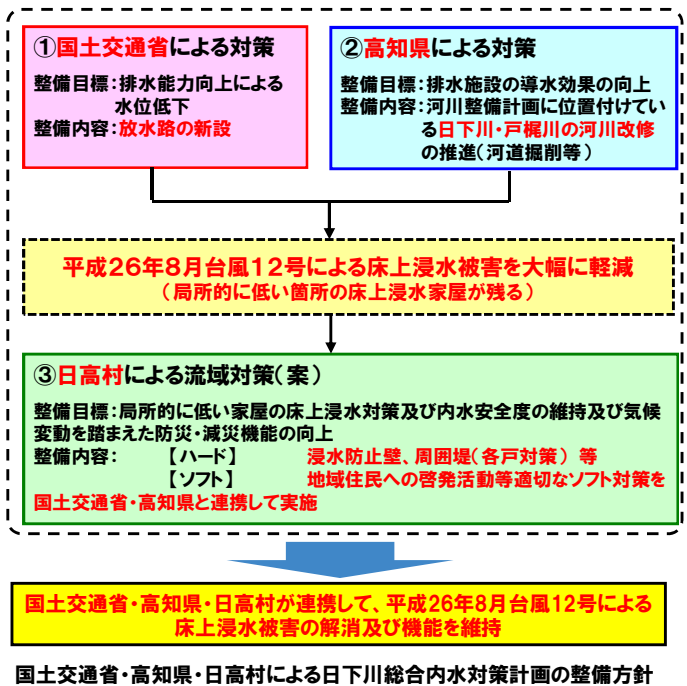 ①国土交通省による対策
整備目標：排水能力向上による
水位低下
整備内容：放水路の新設
②高知県による対策
整備目標：排水施設の導水効果の向上
整備内容：河川整備計画に位置付けてい
る日下川・戸梶川の河川改修
の推進（河道掘削等）
平成２６年８月台風１２号による床上浸水被害を大幅に軽減
（局所的に低い箇所の床上浸水家屋が残る）
③日高村による流域対策（案）
整備目標：局所的に低い家屋の床上浸水対策及び内水安全度の維持及び気候
変動を踏まえた防災・減災機能の向上
整備内容： 【ハード】 浸水防止壁、周囲堤（各戸対策） 等
【ソフト】 地域住民への啓発活動等適切なソフト対策を
国土交通省・高知県と連携して実施
国土交通省・高知県・日高村が連携して、平成26年8月台風12号による
床上浸水被害の解消及び機能を維持
国土交通省・高知県・日高村による日下川総合内水対策計画の整備方針